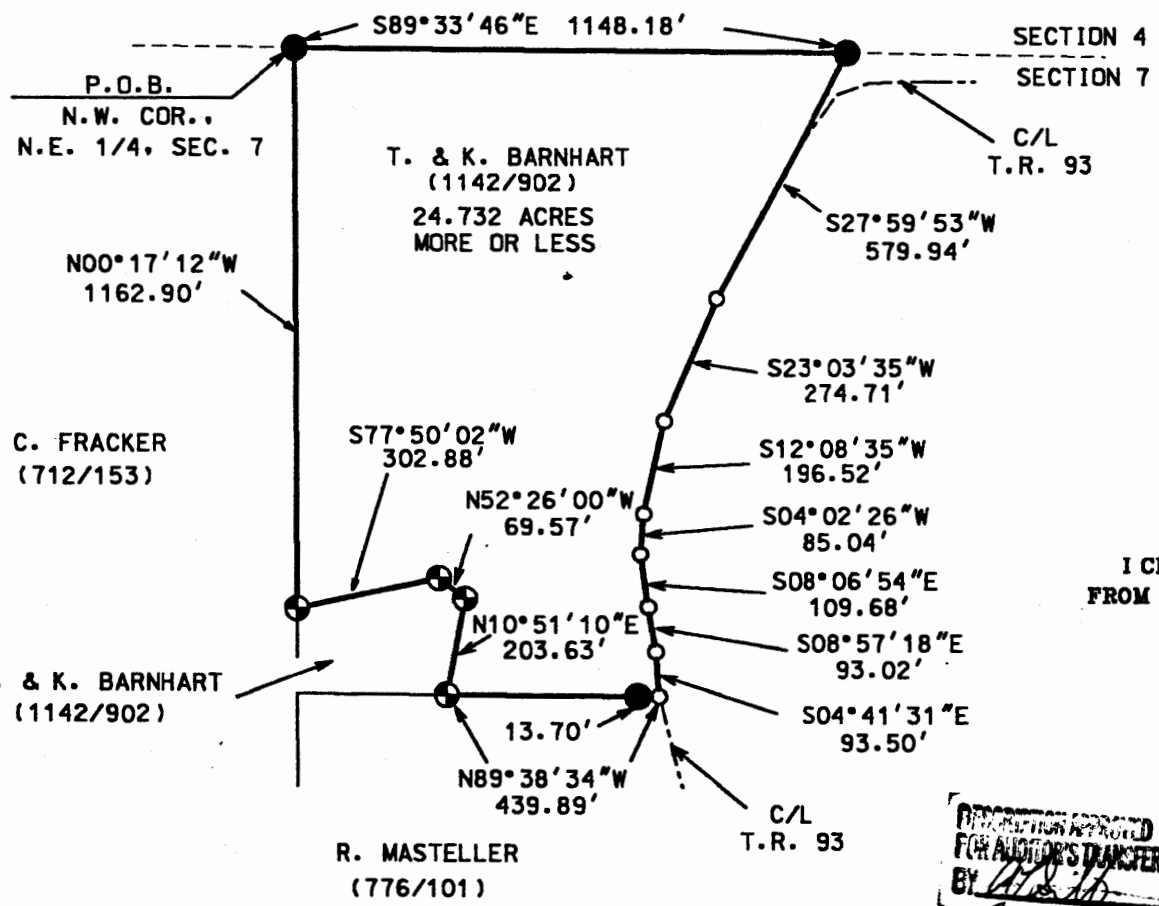 S89°33'46"E 1148.18'
SECTION 4
SECTION 7
P.O.B.
N.W. COR.,
N.E. 1/4, SEC. 7
C/L
T.R. 93
T. & K. BARNHART
(1142/902)
24.732 ACRES
MORE OR LESS
S27°59'53"W
579.94'
N00°17'12"W
1162.90'
S23°03'35"W
274.71'
C. FRACKER
(712/153)
S77°50'02"W
302.88'
S12°08'35"W
196.52'
N52°26'00"W
69.57'
S04°02'26"W
85.04'
I C
FROM
S08°06'54"E
109.68'
N10°51'10"E
203.63'
S08°57'18"E
93.02'
& K. BARNHART
(1142/902)
S04°41'31"E
93.50'
13.70'
N89°38'34"W
439.89'
C/L
T.R. 93
R. MASTELLER
(776/101)
DESCRIPTION APPROVED
FOR AUDITOR'S TRANSFER
BY